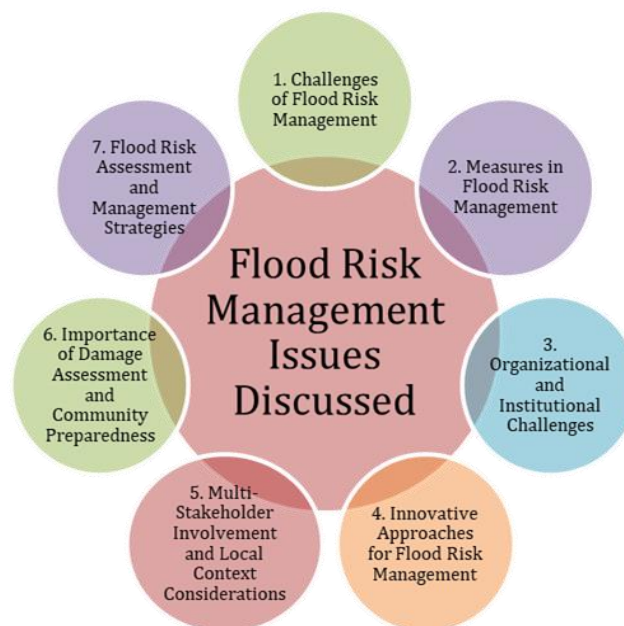 1. Challenges
of Flood Risk
Management
2. Measures in
Flood Risk
Management
3.
Organizational
and
Institutional
Challenges
4. Innovative
Approaches
for Flood Risk
Management
5. Multi-
Stakeholder
Involvement
and Local
Context
Considerations
6. Importance
of Damage
Assessment
and
Community
Preparedness
7. Flood Risk
Assessment
and
Management
Strategies
Flood Risk
Management
Issues
Discussed